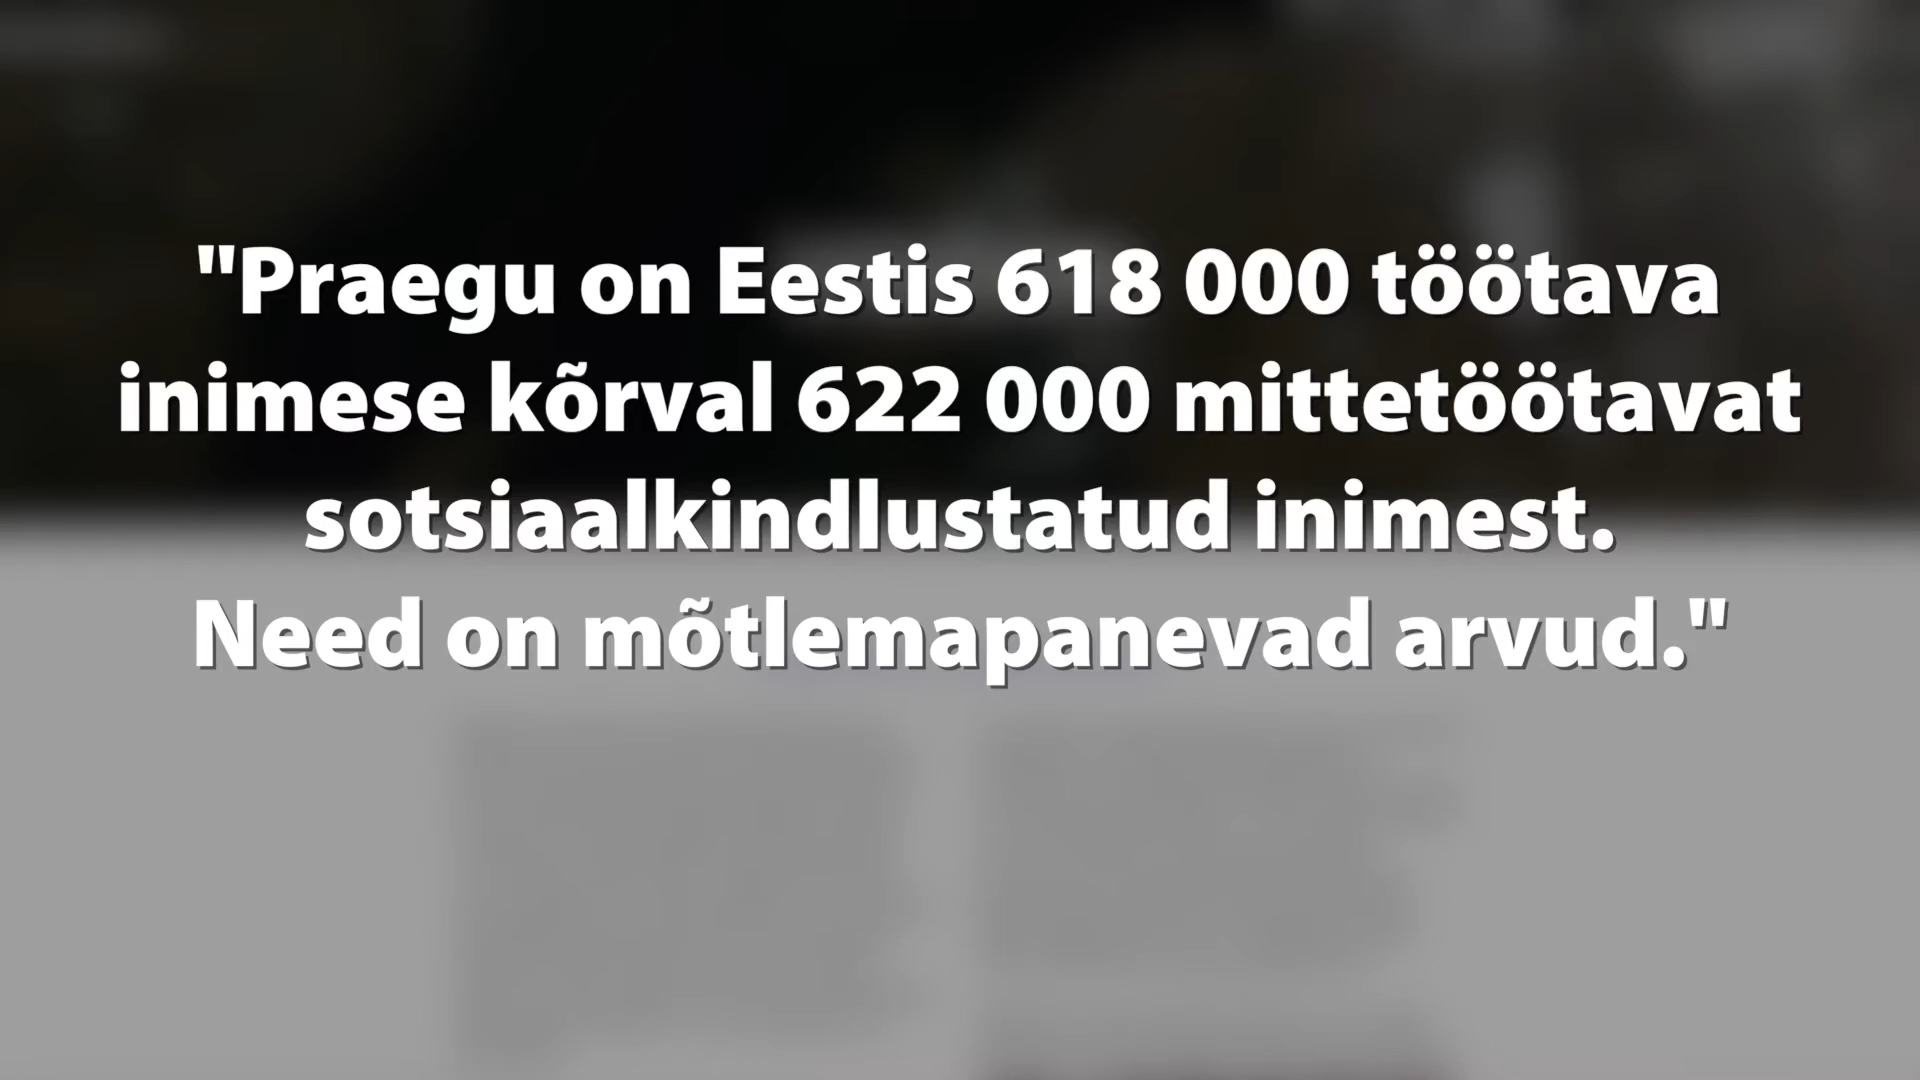 "Praegu on Eestis 618 000 töötava
inimese kõrval 622 000 mittetöötavat
sotsiaalkindlustatud inimest.
Need on mõtlemapanevad arvud."